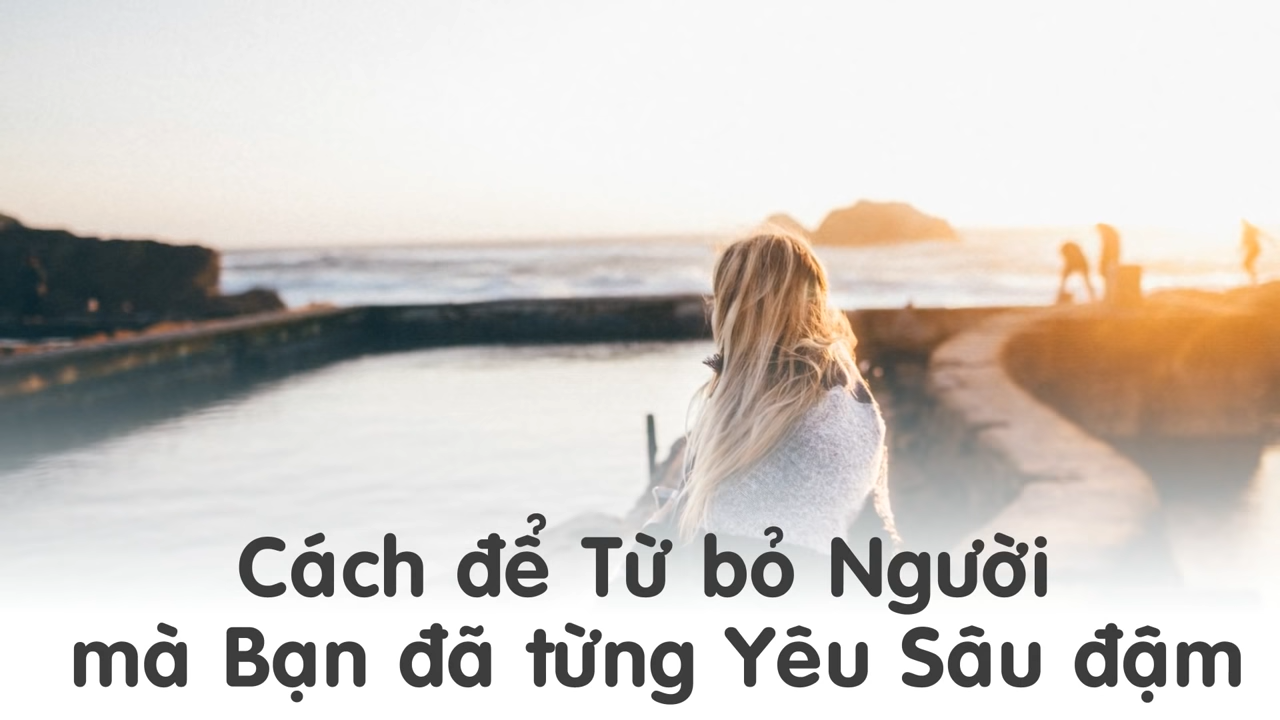 Cách để Từ bỏ Người
mà Bạn đã từng Yêu Sâu đậm